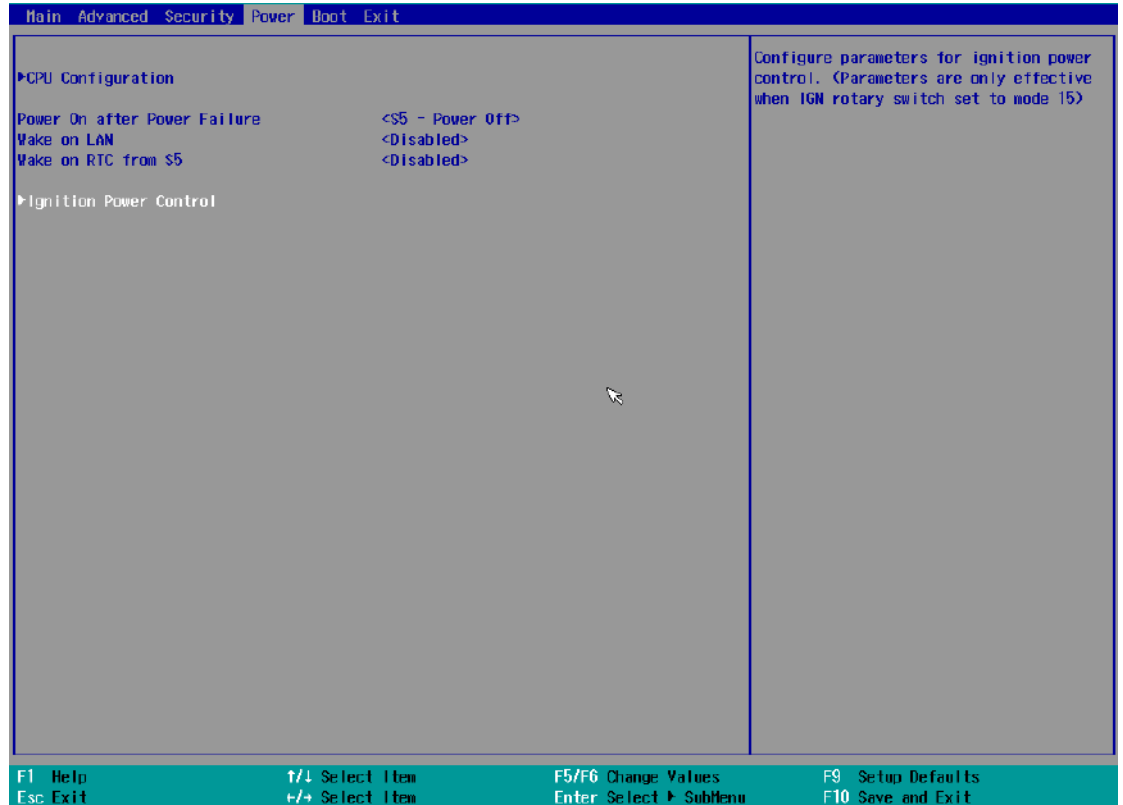 Main Advanced Security Power Boot Exit
▶CPU Configuration
Power On after Power Failure <S5 - Power Off>
Wake on LAN <Disabled>
Wake on RTC from S5 <Disabled>
▶Ignition Power Control
Configure parameters for ignition power
control. (Parameters are only effective
when IGN rotary switch set to mode 15)
F1 Help ↑/↓ Select Item F5/F6 Change Values F9 Setup Defaults
Esc Exit ←/→ Select Item Enter Select ▶ SubMenu F10 Save and Exit